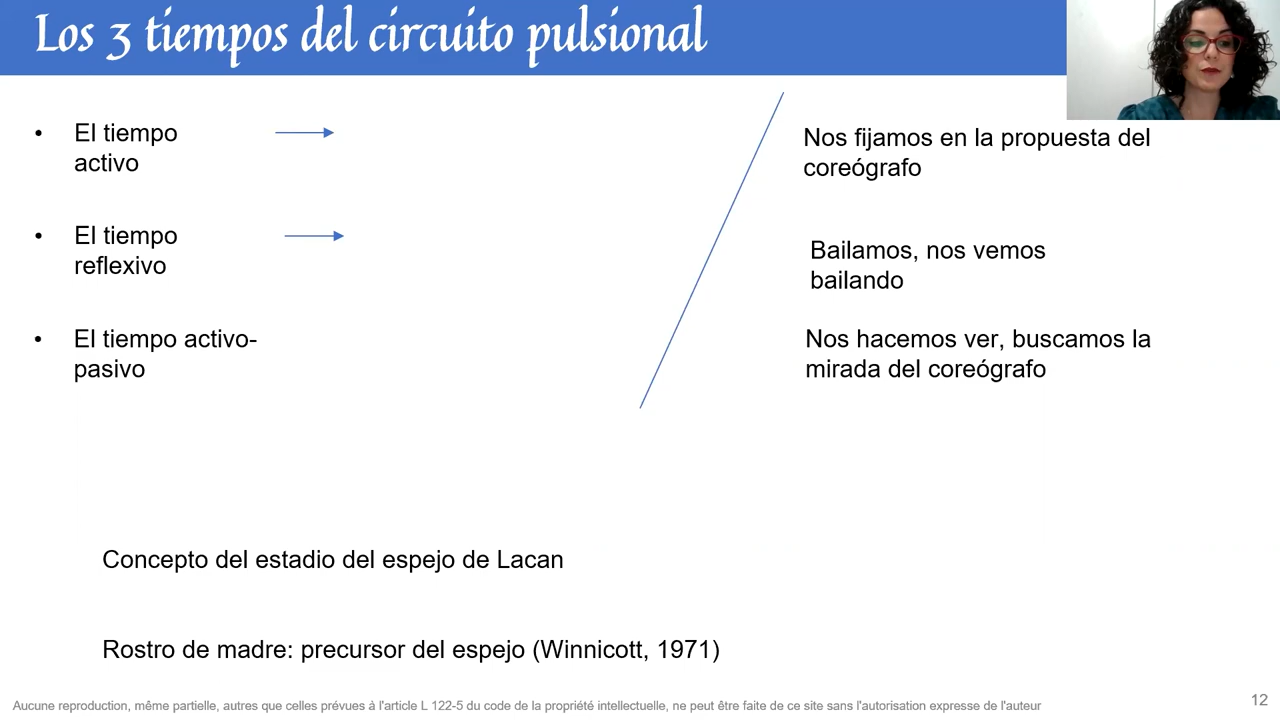 Los 3 tiempos del circuito pulsional
• El tiempo
activo
Nos fijamos en la propuesta del
coreógrafo
• El tiempo
reflexivo
Bailamos, nos vemos
bailando
• El tiempo activo-
pasivo
Nos hacemos ver, buscamos la
mirada del coreógrafo
Concepto del estadio del espejo de Lacan
Rostro de madre: precursor del espejo (Winnicott, 1971)
Aucune reproduction, même partielle, autres que celles prévues à l'article L 122-5 du code de la propriété intellectuelle, ne peut être faite de ce site sans l'autorisation expresse de l'auteur
12